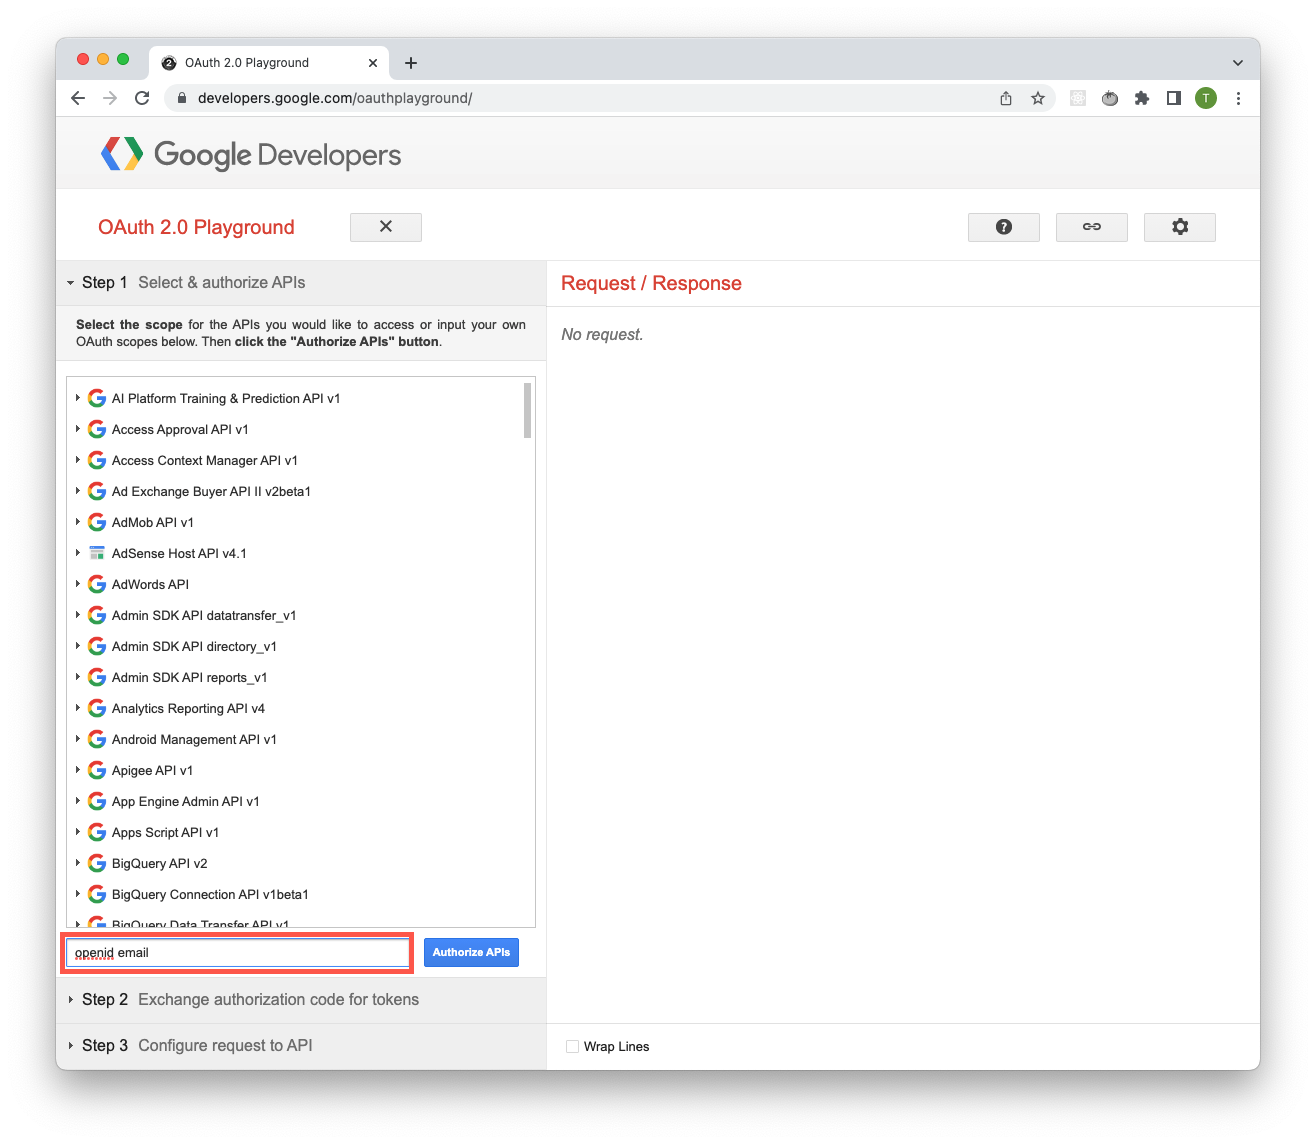 OAuth 2.0 Playground
developers.google.com/oauthplayground/
T
Google Developers
OAuth 2.0 Playground
Step 1 Select & authorize APIs
Select the scope for the APIs you would like to access or input your own
OAuth scopes below. Then click the "Authorize APIs" button.
AI Platform Training & Prediction API v1
Access Approval API v1
Access Context Manager API v1
Ad Exchange Buyer API II v2beta1
AdMob API v1
AdSense Host API v4.1
AdWords API
Admin SDK API datatransfer_v1
Admin SDK API directory_v1
Admin SDK API reports_v1
Analytics Reporting API v4
Android Management API v1
Apigee API v1
App Engine Admin API v1
Apps Script API v1
BigQuery API v2
BigQuery Connection API v1beta1
BigQuery Data Transfer API v1
openid email
Authorize APIs
Step 2 Exchange authorization code for tokens
Step 3 Configure request to API
Request / Response
No request.
Wrap Lines